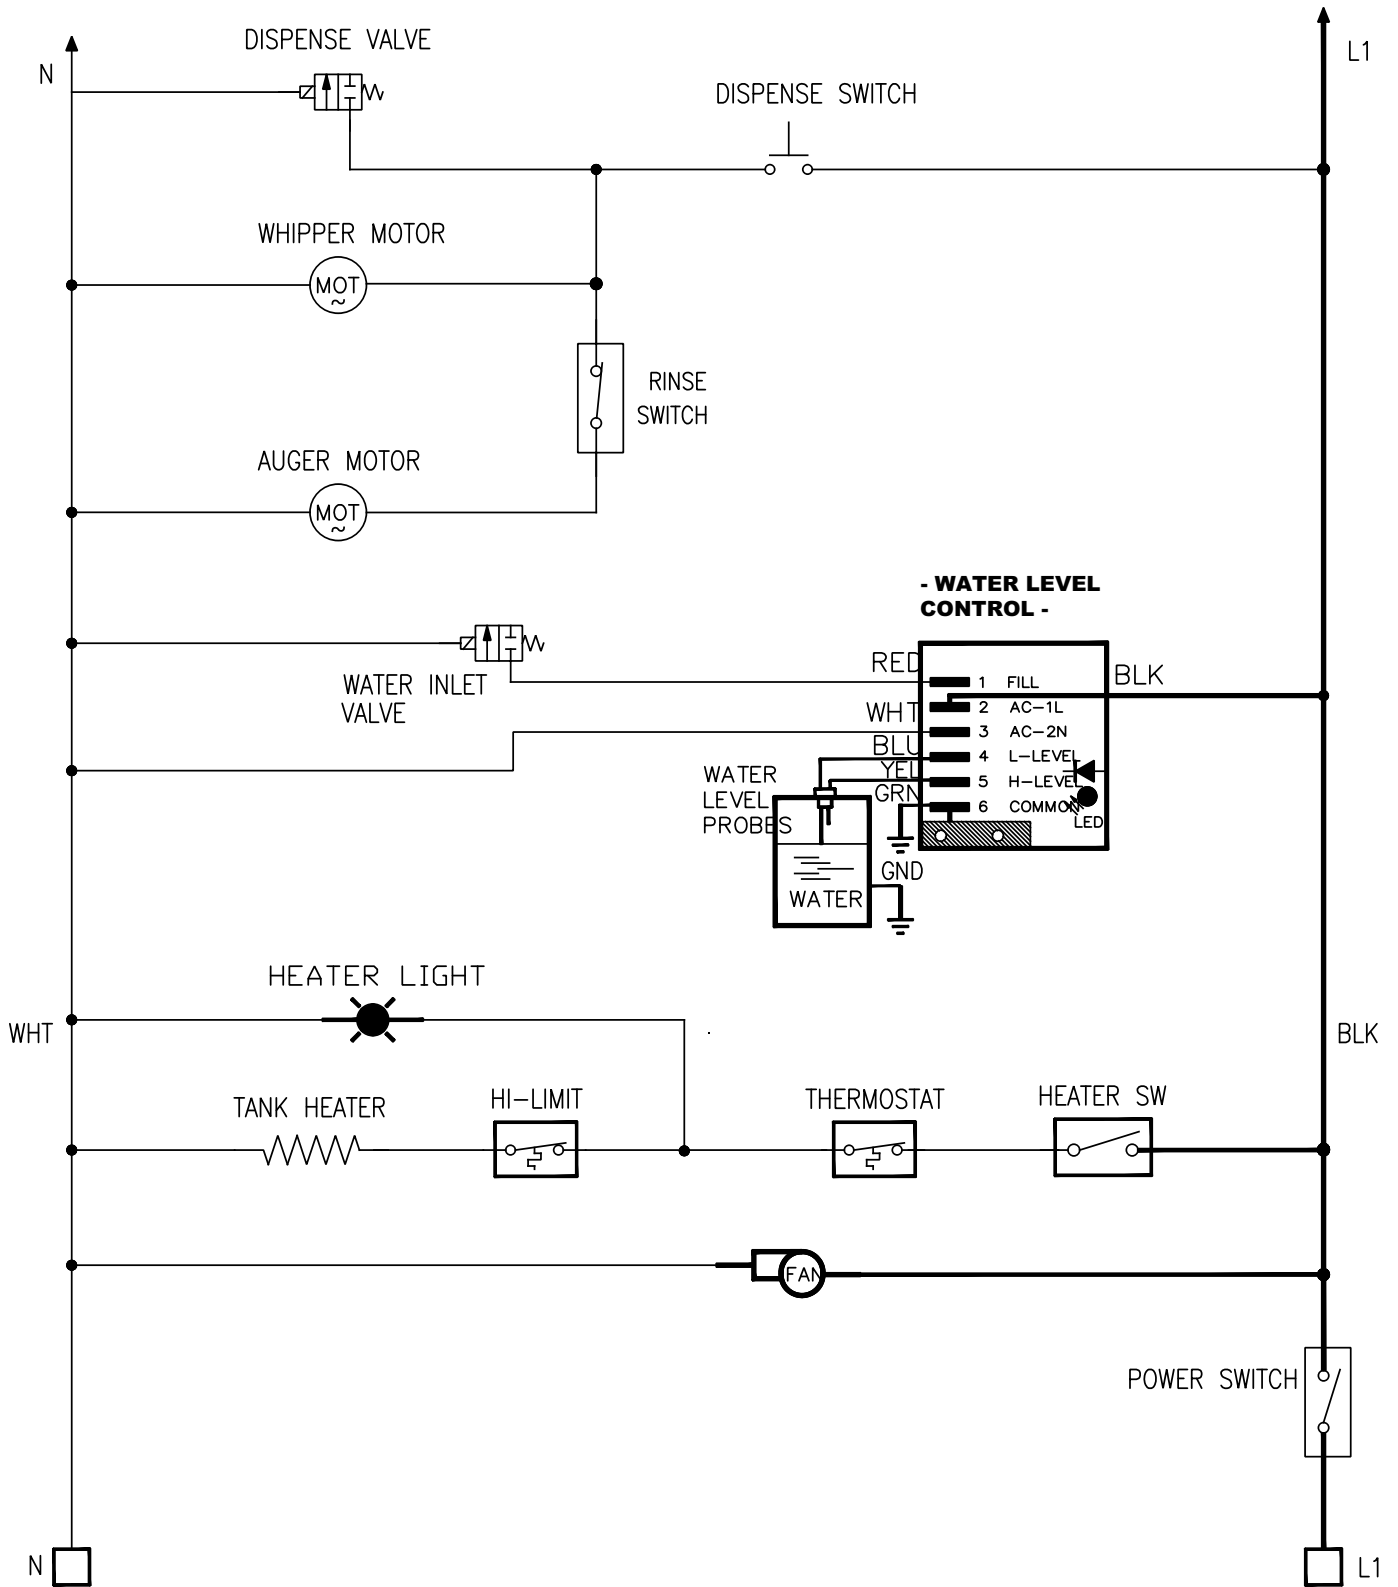 DISPENSE VALVE
N
L1
DISPENSE SWITCH
WHIPPER MOTOR
MOT
~
RINSE
SWITCH
AUGER MOTOR
MOT
~
- WATER LEVEL
CONTROL -
RED
1 FILL
BLK
WATER INLET
VALVE
WHT
2 AC-1L
3 AC-2N
BLU
4 L-LEVEL
YEL
5 H-LEVEL
GRN
6 COMMON
LED
WATER
LEVEL
PROBES
GND
WATER
HEATER LIGHT
WHT
BLK
TANK HEATER
HI-LIMIT
THERMOSTAT
HEATER SW
FAN
POWER SWITCH
N
L1